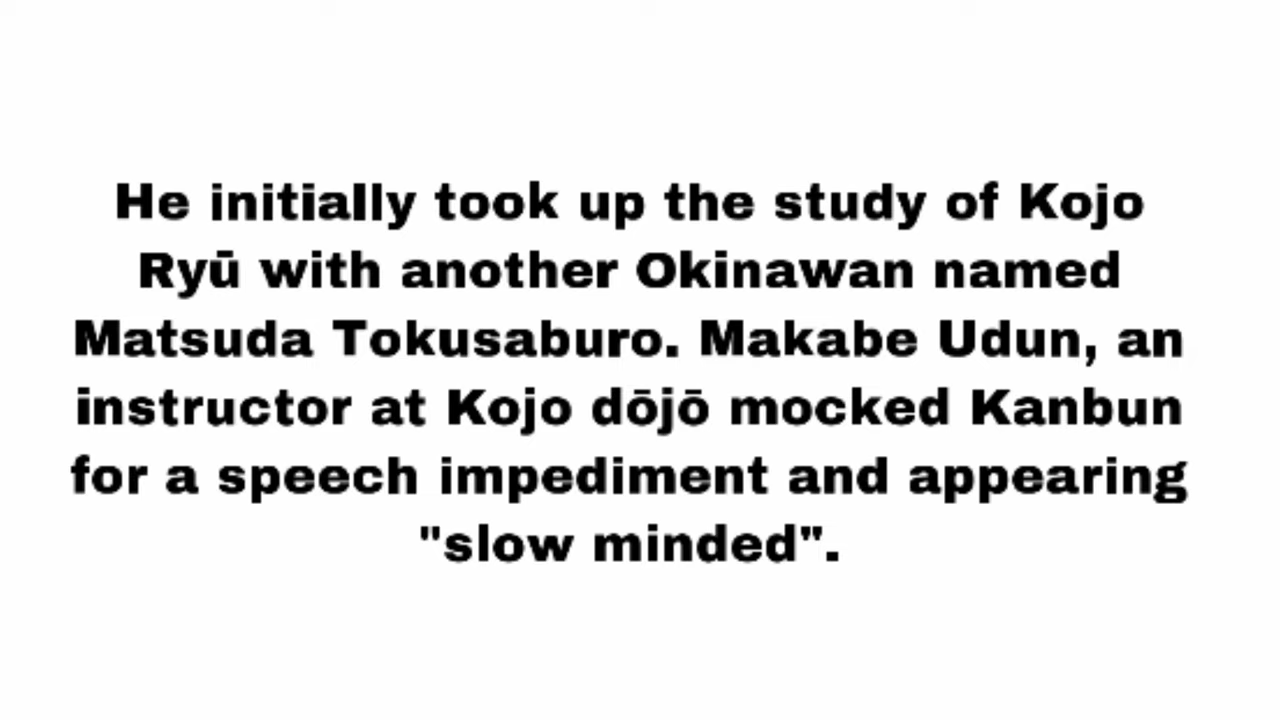 He initially took up the study of Kojo
Ryū with another Okinawan named
Matsuda Tokusaburo. Makabe Udun, an
instructor at Kojo dōjō mocked Kanbun
for a speech impediment and appearing
"slow minded".